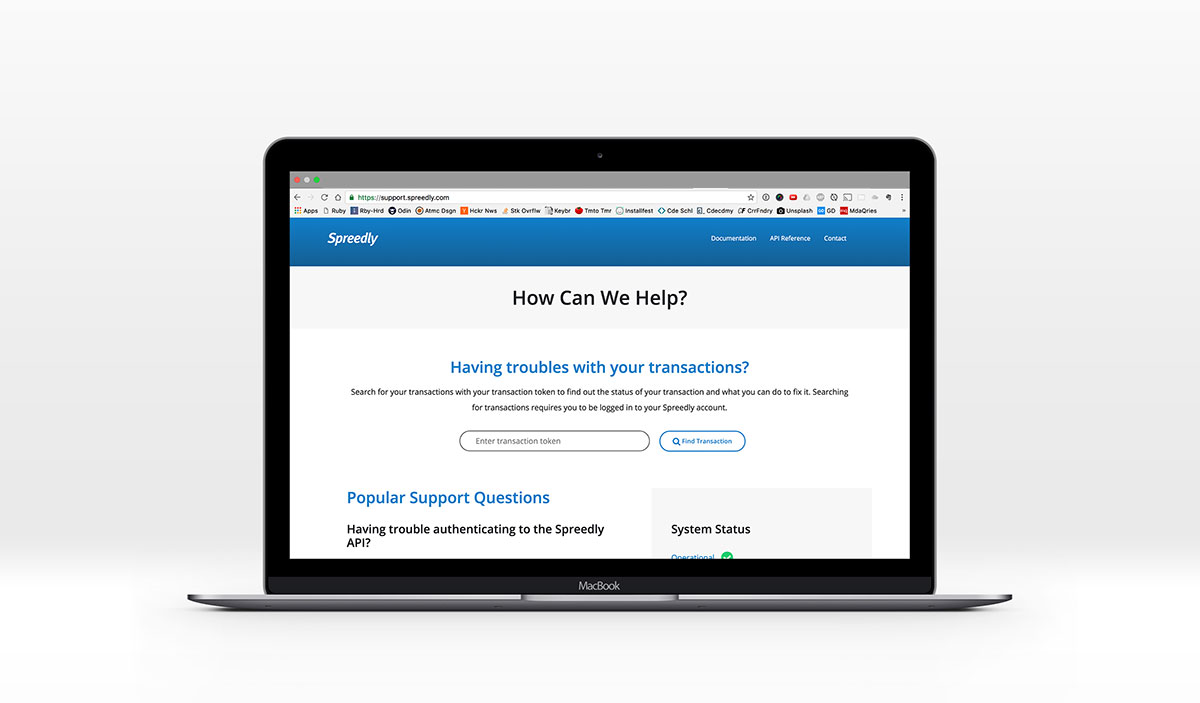 https://support.spreedly.com
Apps Ruby Rby-Hrd Odin Atmc Dsgn Hckr Nws Stk Ovrflw Keybr Tmto Tmr Installfest Cde Schl Cdecdmy CrrFndry Unsplash GD MdaQries »
Spreedly Documentation API Reference Contact
How Can We Help?
Having troubles with your transactions?
Search for your transactions with your transaction token to find out the status of your transaction and what you can do to fix it. Searching
for transactions requires you to be logged in to your Spreedly account.
Enter transaction token Find Transaction
Popular Support Questions
Having trouble authenticating to the Spreedly
API?
System Status
Operational
MacBook